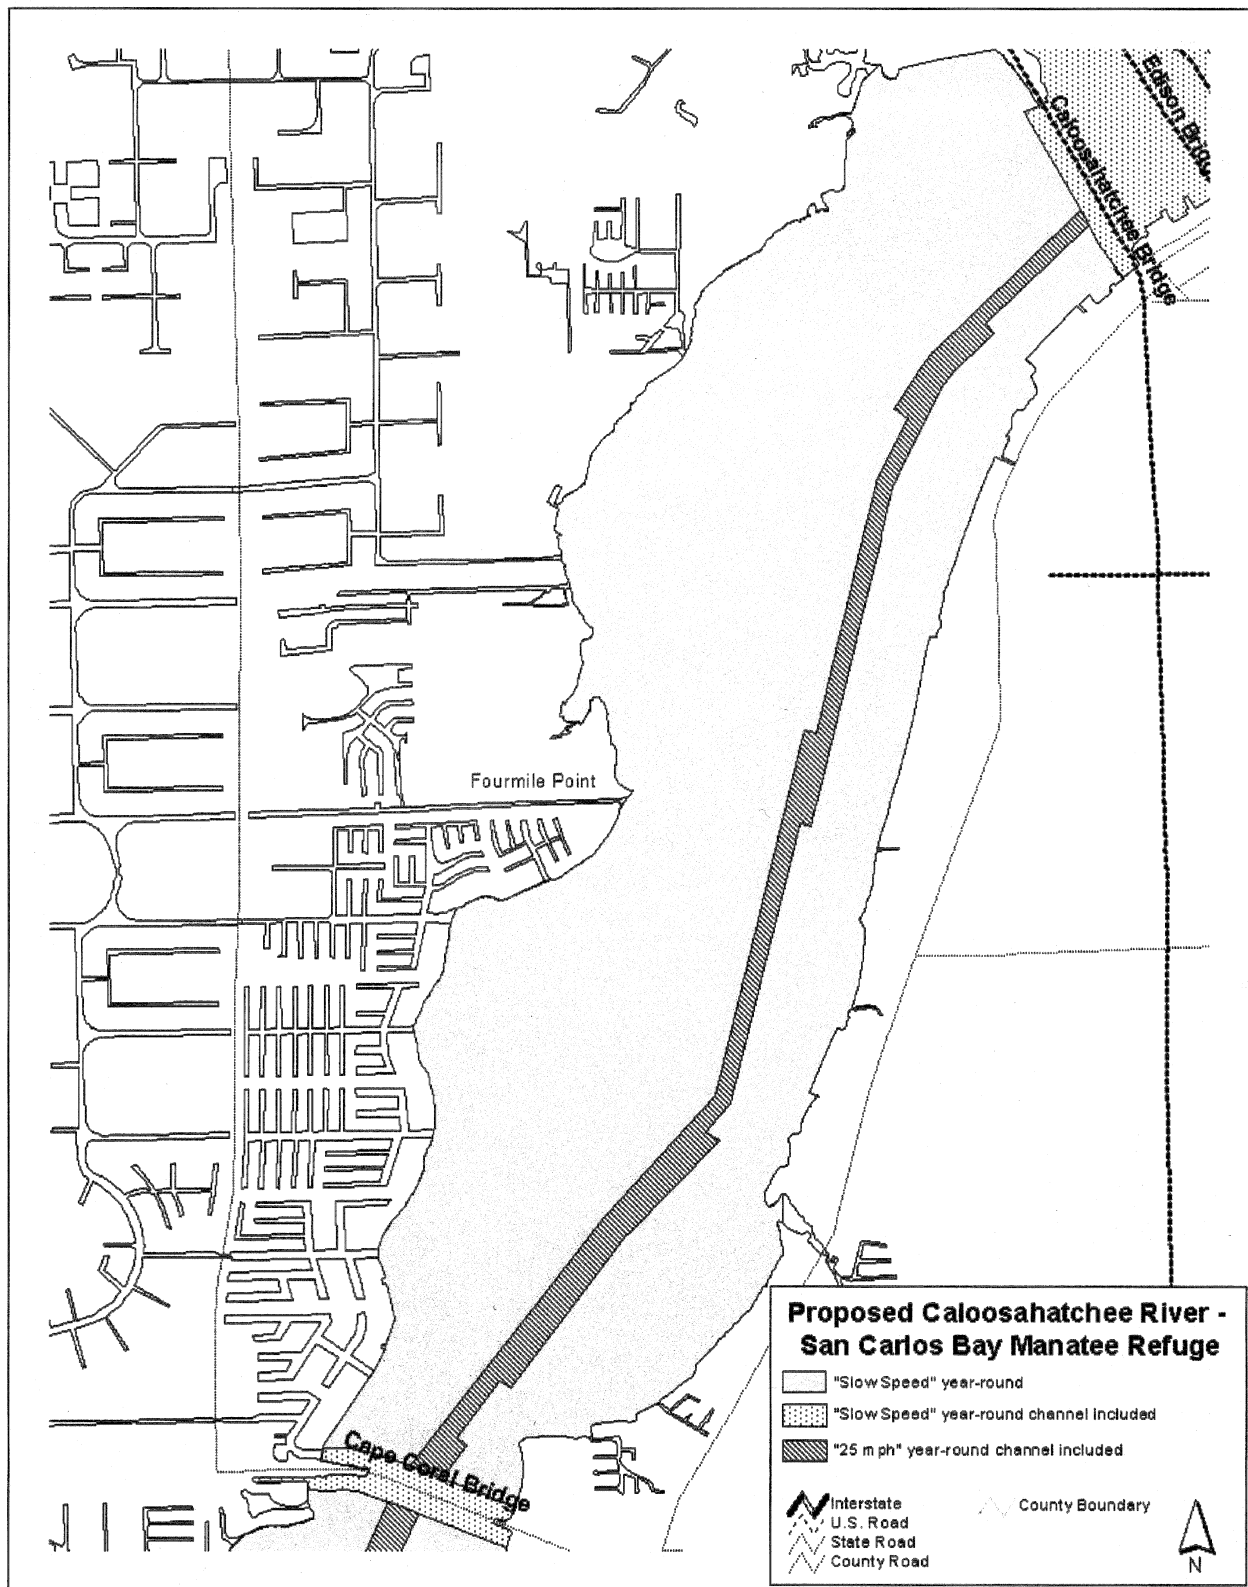 Edison Bridg
Caloosahatchee Bridge
Fourmile Point
Cape Coral Bridge
Proposed Caloosahatchee River -
San Carlos Bay Manatee Refuge
"Slow Speed" year-round
"Slow Speed" year-round channel included
"25 mph" year-round channel included
Interstate
U.S. Road
State Road
County Road
County Boundary
N